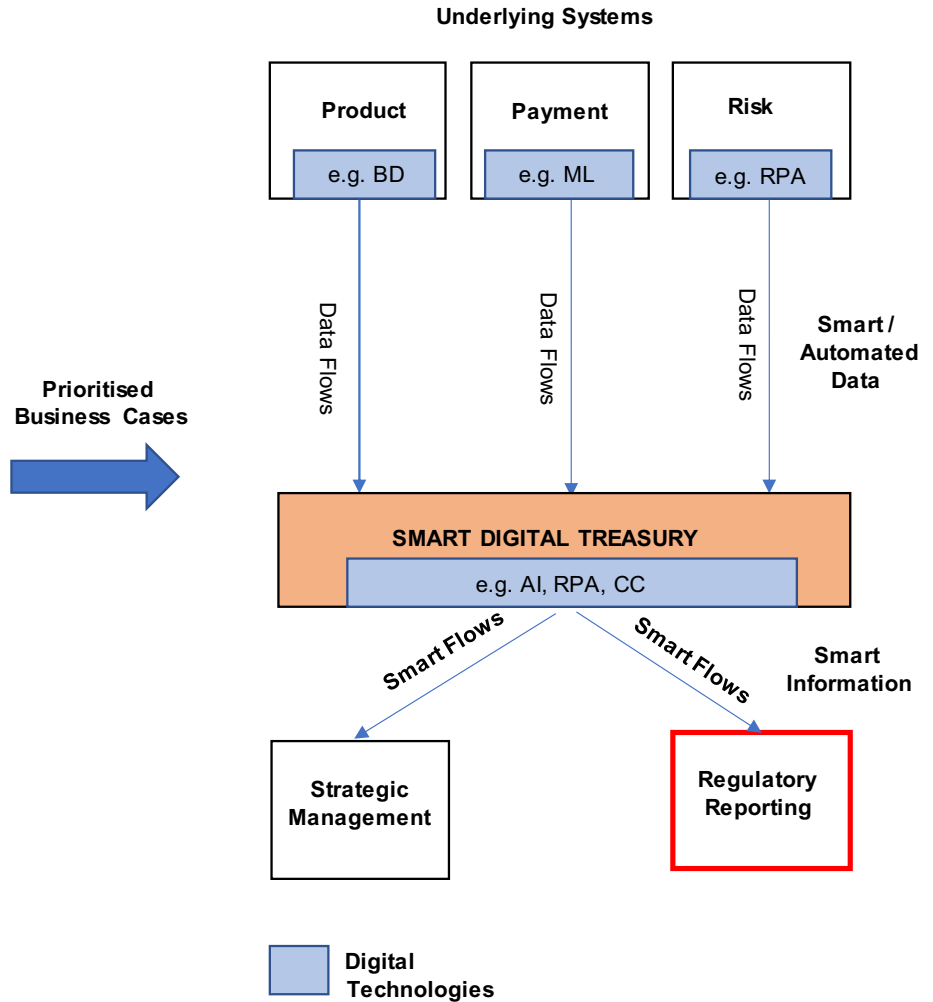 Underlying Systems
Product
Payment
Risk
e.g. BD
e.g. ML
e.g. RPA
Data Flows
Data Flows
Data Flows
Smart /
Automated
Data
Prioritised
Business Cases
SMART DIGITAL TREASURY
e.g. AI, RPA, CC
Smart Flows
Smart Flows
Smart
Information
Strategic
Management
Regulatory
Reporting
Digital
Technologies